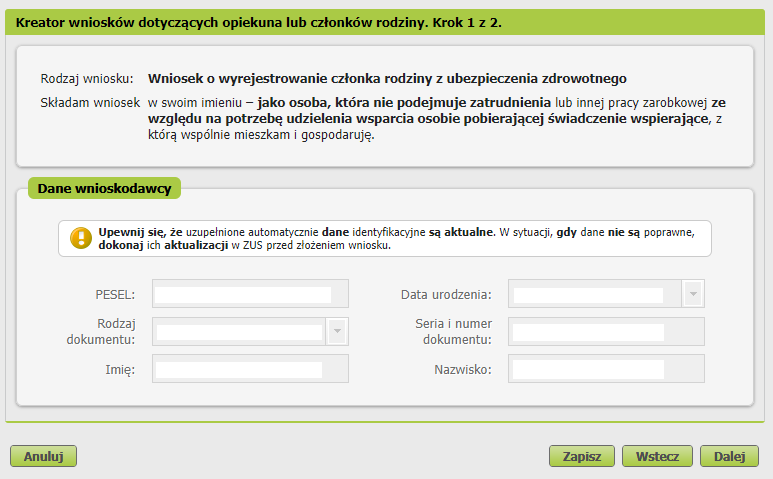 Kreator wniosków dotyczących opiekuna lub członków rodziny. Krok 1 z 2.
Rodzaj wniosku: Wniosek o wyrejestrowanie członka rodziny z ubezpieczenia zdrowotnego
Składam wniosek w swoim imieniu – jako osoba, która nie podejmuje zatrudnienia lub innej pracy zarobkowej ze
względu na potrzebę udzielenia wsparcia osobie pobierającej świadczenie wspierające, z
którą wspólnie mieszkam i gospodaruję.
Dane wnioskodawcy
Upewnij się, że uzupełnione automatycznie dane identyfikacyjne są aktualne. W sytuacji, gdy dane nie są poprawne,
dokonaj ich aktualizacji w ZUS przed złożeniem wniosku.
PESEL: Data urodzenia:
Rodzaj dokumentu: Seria i numer dokumentu:
Imię: Nazwisko:
Anuluj Zapisz Wstecz Dalej